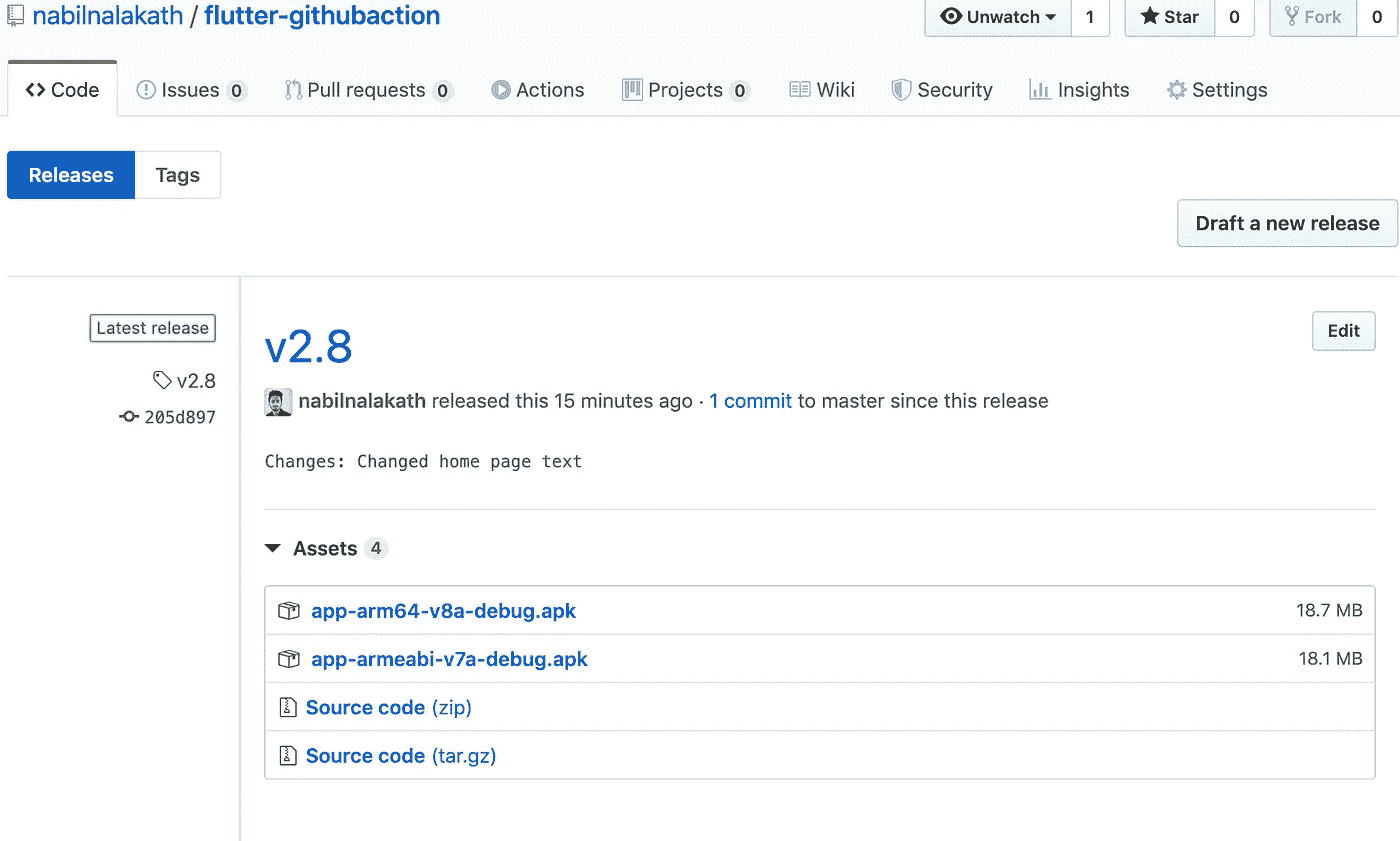 nabilnalakath / flutter-githubaction
Unwatch 1 Star 0 Fork 0
Code Issues 0 Pull requests 0 Actions Projects 0 Wiki Security Insights Settings
Releases Tags
Draft a new release
Latest release
v2.8
205d897
v2.8
Edit
nabilnalakath released this 15 minutes ago · 1 commit to master since this release
Changes: Changed home page text
Assets 4
app-arm64-v8a-debug.apk 18.7 MB
app-armeabi-v7a-debug.apk 18.1 MB
Source code (zip)
Source code (tar.gz)